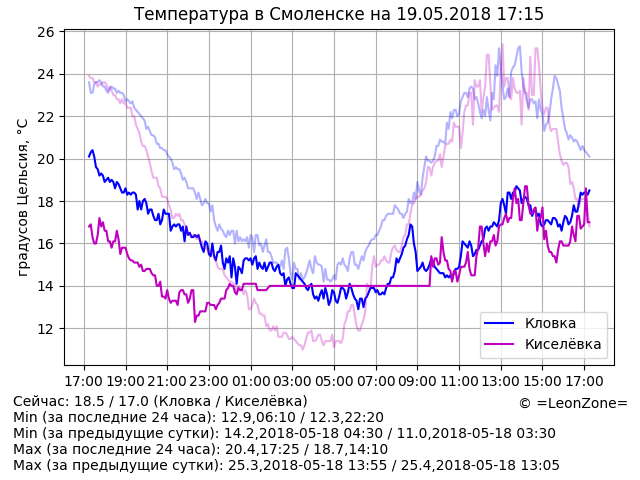 Температура в Смоленске на 19.05.2018 17:15
градусов Цельсия, °C
26
24
22
20
18
16
14
12
17:00 19:00 21:00 23:00 01:00 03:00 05:00 07:00 09:00 11:00 13:00 15:00 17:00
Кловка
Киселёвка
Сейчас: 18.5 / 17.0 (Кловка / Киселёвка)
© =LeonZone=
Min (за последние 24 часа): 12.9,06:10 / 12.3,22:20
Min (за предыдущие сутки): 14.2,2018-05-18 04:30 / 11.0,2018-05-18 03:30
Max (за последние 24 часа): 20.4,17:25 / 18.7,14:10
Max (за предыдущие сутки): 25.3,2018-05-18 13:55 / 25.4,2018-05-18 13:05